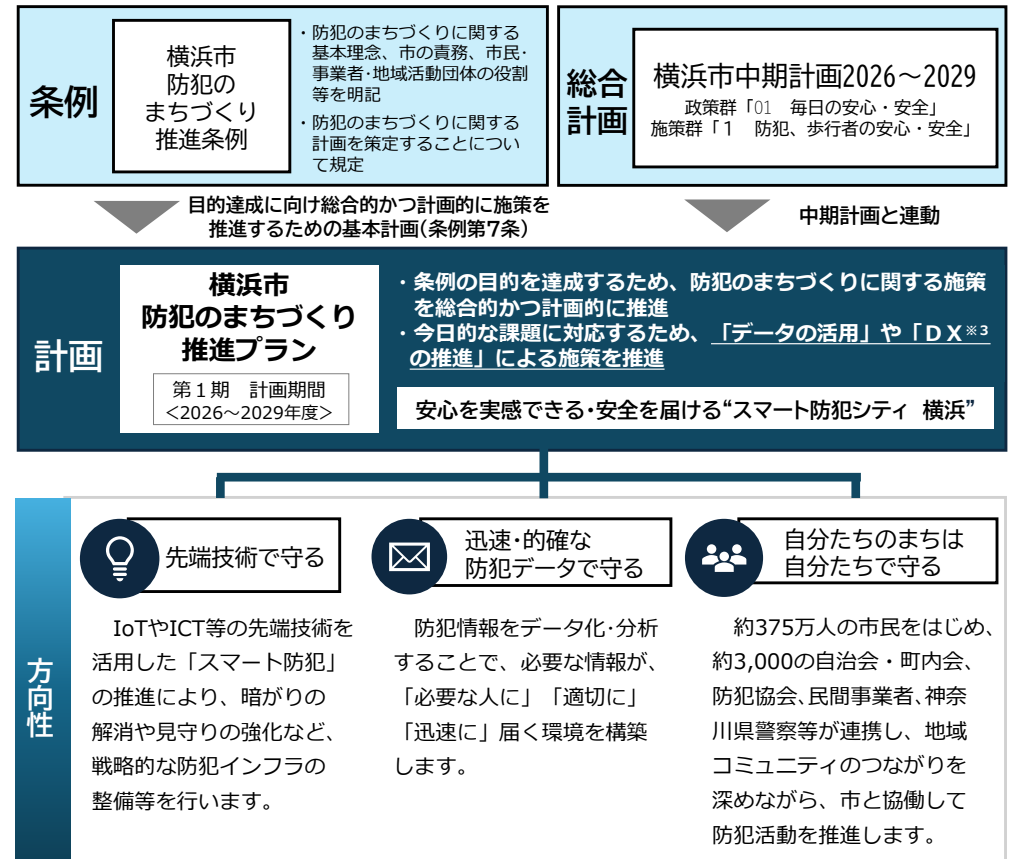 条例
横浜市
防犯の
まちづくり
推進条例
・防犯のまちづくりに関する
基本理念、市の責務、市民・
事業者・地域活動団体の役割
等を明記
・防犯のまちづくりに関する
計画を策定することについ
て規定
総合
計画
横浜市中期計画2026～2029
政策群「01　毎日の安心・安全」
施策群「１　防犯、歩行者の安心・安全」
目的達成に向け総合的かつ計画的に施策を
推進するための基本計画(条例第7条)
中期計画と連動
計画
横浜市
防犯のまちづくり
推進プラン
第１期　計画期間
<2026～2029年度>
・条例の目的を達成するため、防犯のまちづくりに関する施策
を総合的かつ計画的に推進
・今日的な課題に対応するため、「データの活用」や「ＤＸ※3
の推進」による施策を推進
安心を実感できる・安全を届ける“スマート防犯シティ 横浜”
方向性
先端技術で守る
IoTやICT等の先端技術を
活用した「スマート防犯」
の推進により、暗がりの
解消や見守りの強化など、
戦略的な防犯インフラの
整備等を行います。
迅速・的確な
防犯データで守る
防犯情報をデータ化・分析
することで、必要な情報が、
「必要な人に」「適切に」
「迅速に」届く環境を構築
します。
自分たちのまちは
自分たちで守る
約375万人の市民をはじめ、
約3,000の自治会・町内会、
防犯協会、民間事業者、神奈
川県警察等が連携し、地域
コミュニティのつながりを
深めながら、市と協働して
防犯活動を推進します。